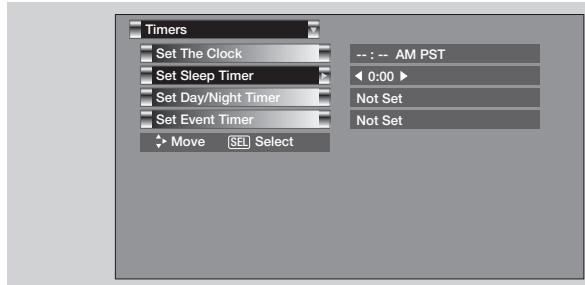 Timers
Set The Clock -- : -- AM PST
Set Sleep Timer 0:00
Set Day/Night Timer Not Set
Set Event Timer Not Set
Move SEL Select